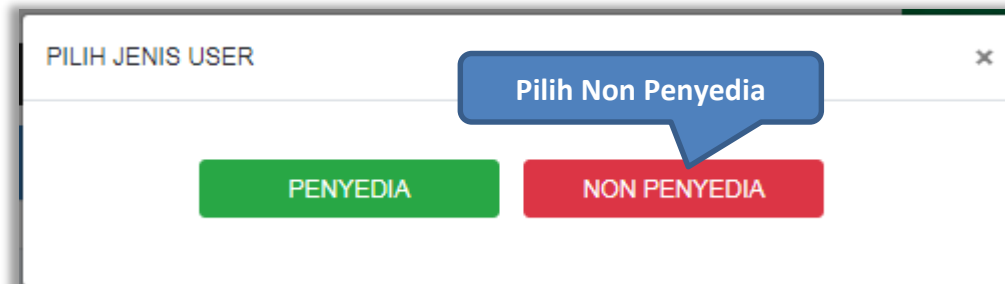 PILIH JENIS USER
×
Pilih Non Penyedia
PENYEDIA
NON PENYEDIA